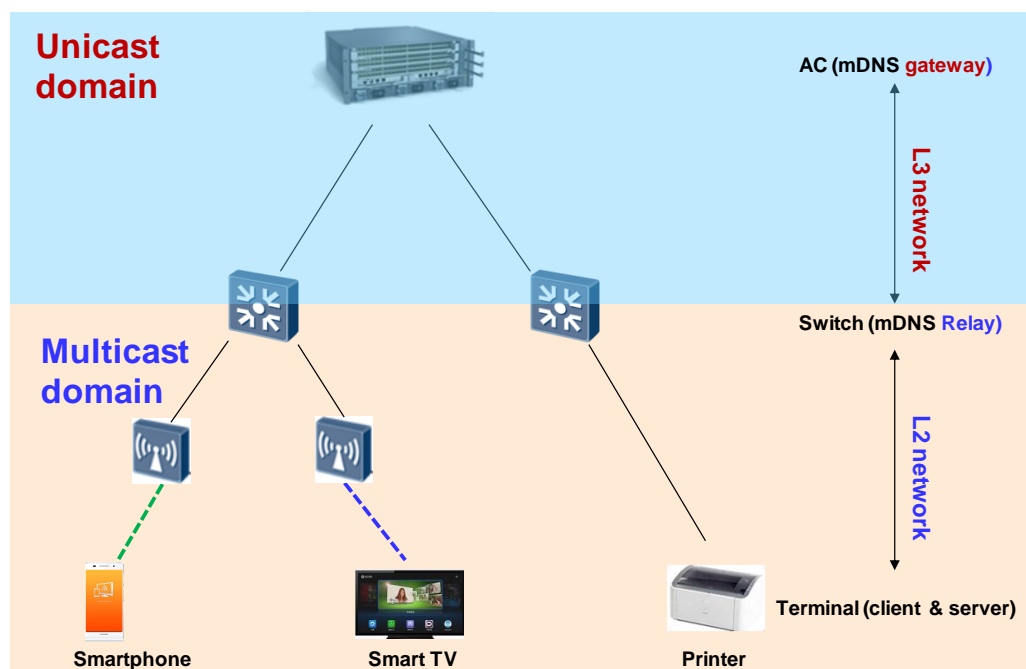 Unicast
domain
AC (mDNS gateway)
L3 network
Switch (mDNS Relay)
Multicast
domain
L2 network
Terminal (client & server)
Smartphone
Smart TV
Printer